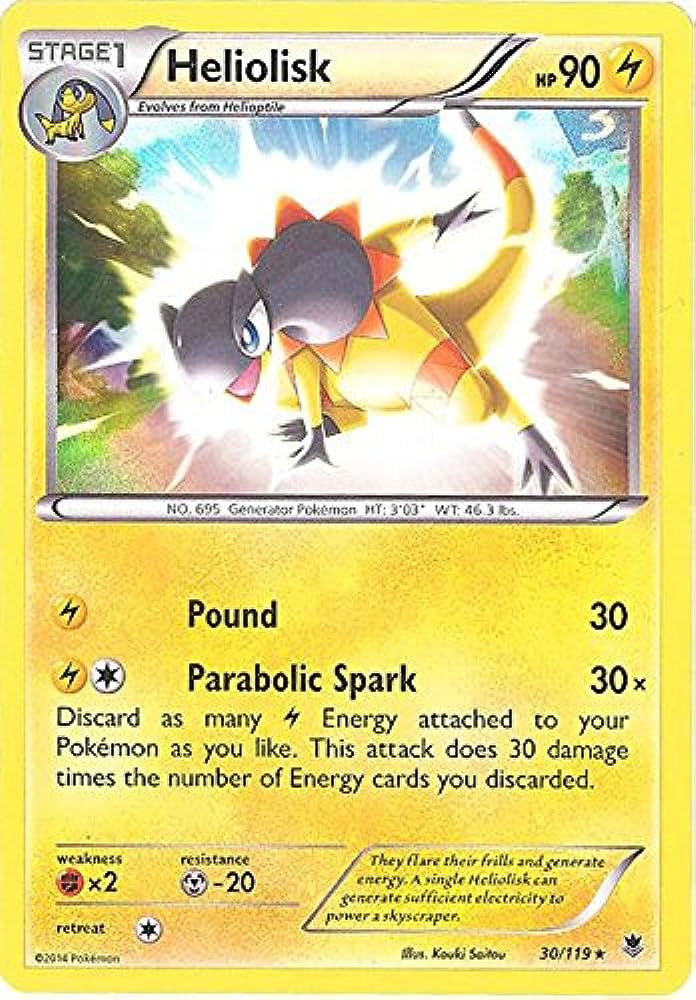 STAGE1
Heliolisk
HP90
Evolves from Helioptile
NO. 695 Generator Pokémon HT: 3'03" WT: 46.3 lbs.
Pound 30
Parabolic Spark 30×
Discard as many Energy attached to your
Pokémon as you like. This attack does 30 damage
times the number of Energy cards you discarded.
weakness
×2
resistance
-20
retreat
They flare their frills and generate
energy. A single Heliolisk can
generate sufficient electricity to
power a skyscraper.
©2014 Pokémon
Illus. Kouki Saitou
30/119 ★